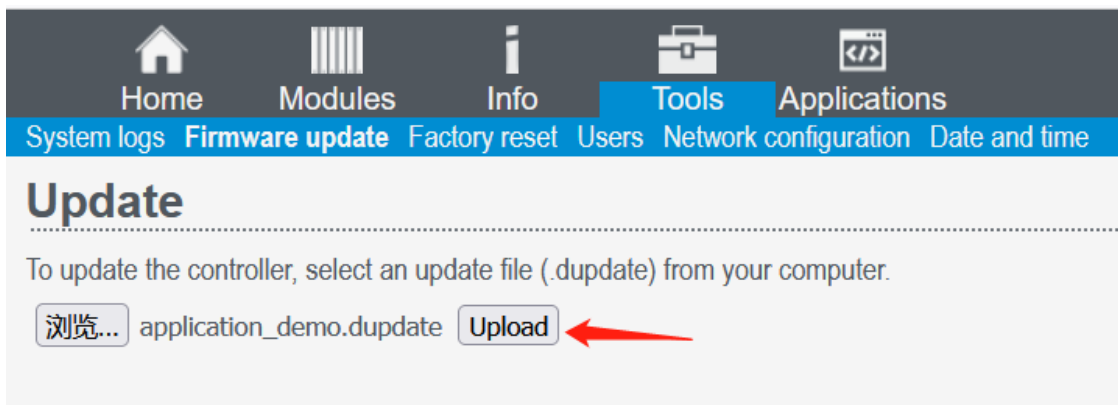 Home Modules Info Tools Applications
System logs Firmware update Factory reset Users Network configuration Date and time
Update
To update the controller, select an update file (.dupdate) from your computer.
浏览... application_demo.dupdate Upload